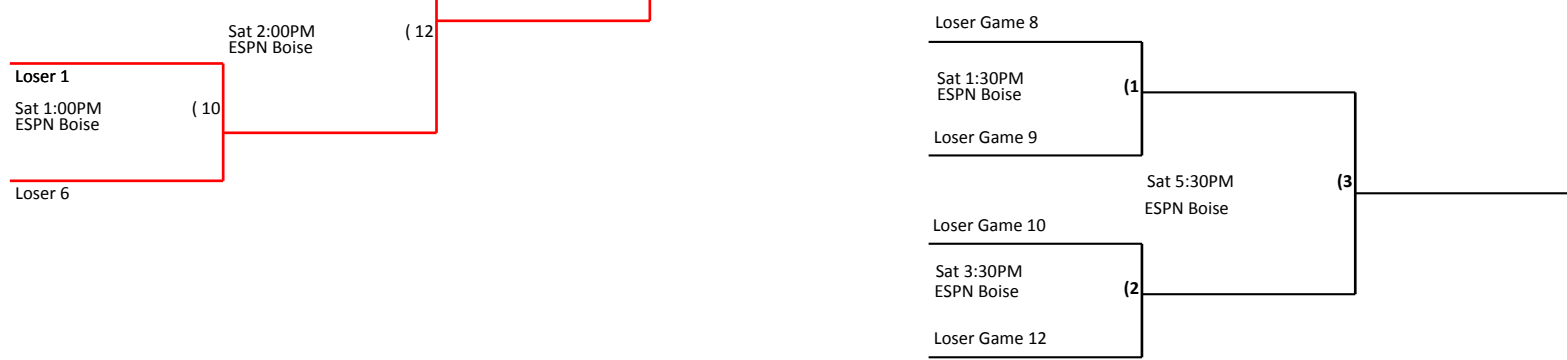 Sat 2:00PM
ESPN Boise
( 12
Loser 1
Sat 1:00PM
ESPN Boise
( 10
Loser 6
Loser Game 8
Sat 1:30PM
ESPN Boise
(1
Loser Game 9
Sat 5:30PM
ESPN Boise
(3
Loser Game 10
Sat 3:30PM
ESPN Boise
(2
Loser Game 12